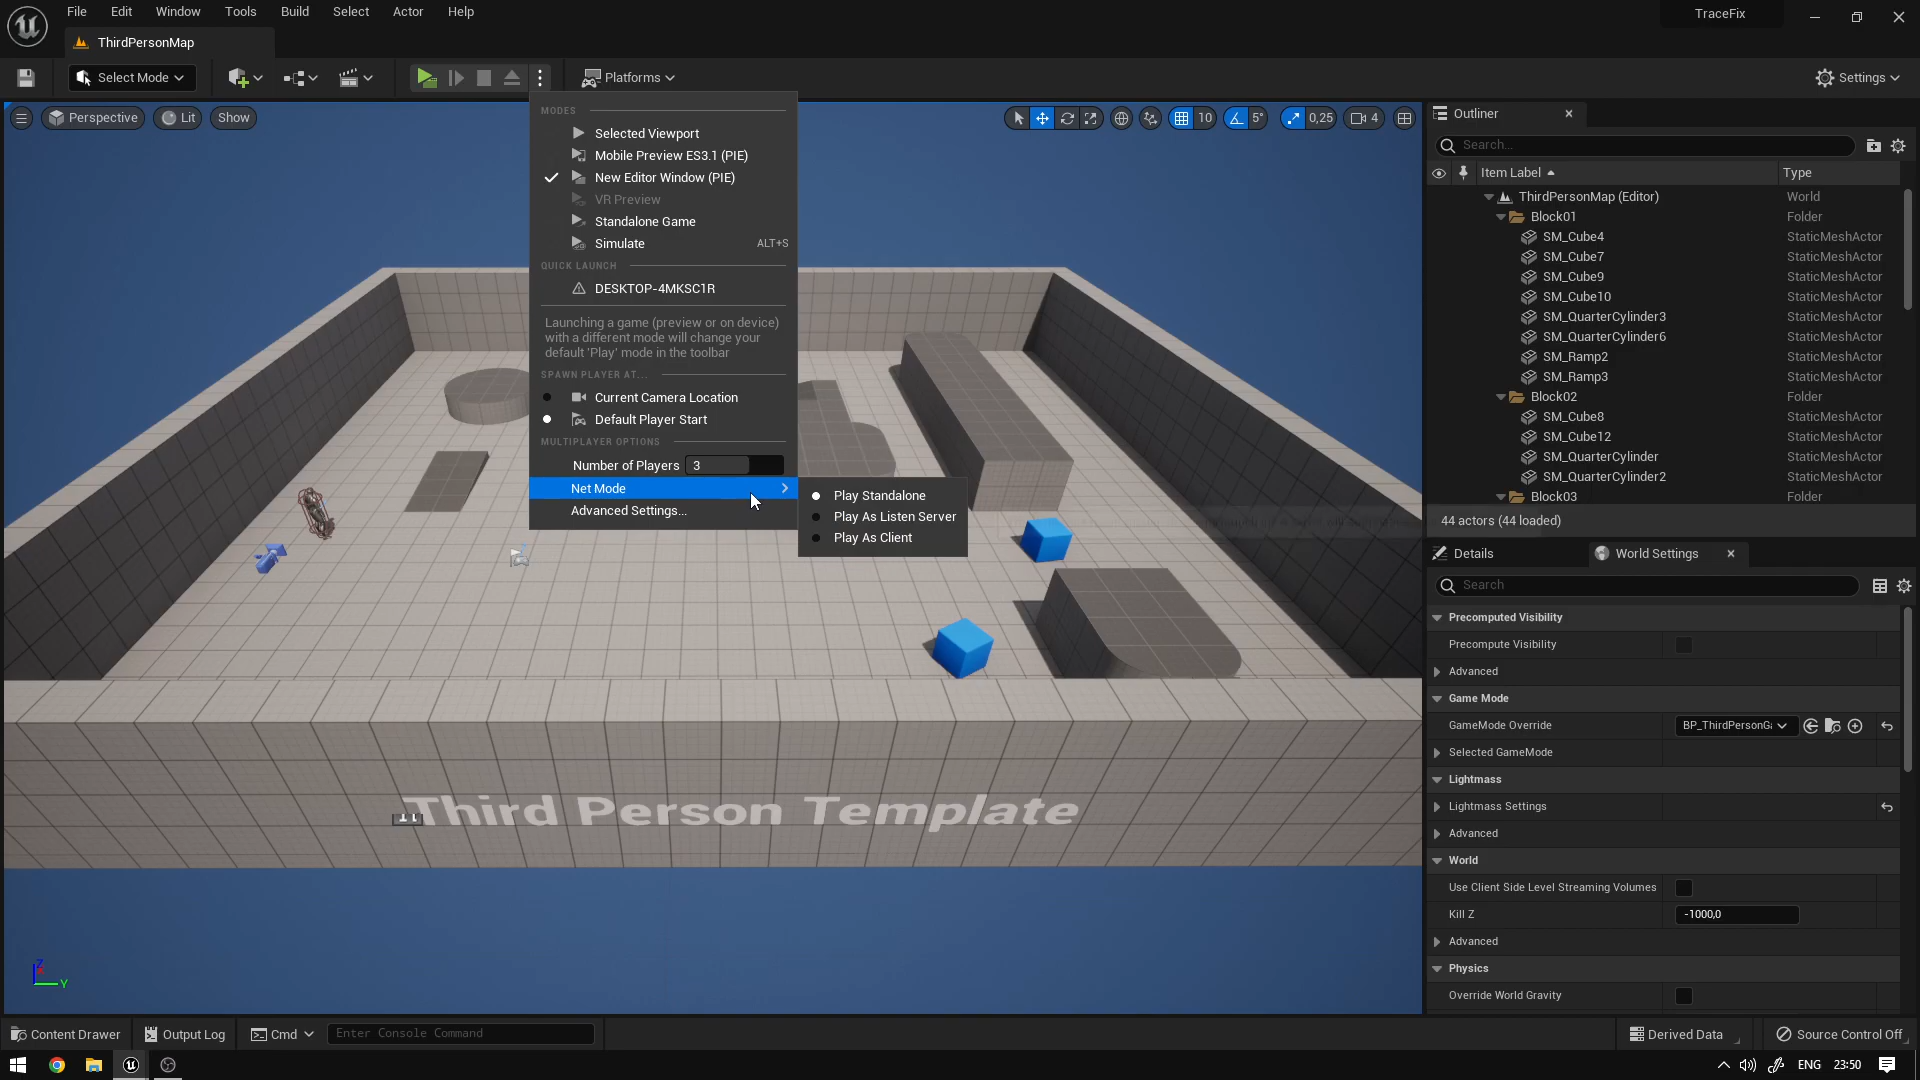 File Edit Window Tools Build Select Actor Help
TraceFix
ThirdPersonMap
Select Mode
Platforms
Settings
Perspective
Lit
Show
10
5°
0,25
4
MODES
Selected Viewport
Mobile Preview ES3.1 (PIE)
New Editor Window (PIE)
VR Preview
Standalone Game
Simulate ALT+S
QUICK LAUNCH
DESKTOP-4MKSC1R
Launching a game (preview or on device)
with a different mode will change your
default 'Play' mode in the toolbar
SPAWN PLAYER AT...
Current Camera Location
Default Player Start
MULTIPLAYER OPTIONS
Number of Players 3
Net Mode
Advanced Settings...
Play Standalone
Play As Listen Server
Play As Client
Third Person Template
Z
Y
Outliner
Search...
Item Label Type
ThirdPersonMap (Editor) World
Block01 Folder
SM_Cube4 StaticMeshActor
SM_Cube7 StaticMeshActor
SM_Cube9 StaticMeshActor
SM_Cube10 StaticMeshActor
SM_QuarterCylinder3 StaticMeshActor
SM_QuarterCylinder6 StaticMeshActor
SM_Ramp2 StaticMeshActor
SM_Ramp3 StaticMeshActor
Block02 Folder
SM_Cube8 StaticMeshActor
SM_Cube12 StaticMeshActor
SM_QuarterCylinder StaticMeshActor
SM_QuarterCylinder2 StaticMeshActor
Block03 Folder
44 actors (44 loaded)
Details
World Settings
Search
Precomputed Visibility
Precompute Visibility
Advanced
Game Mode
GameMode Override BP_ThirdPersonGa
Selected GameMode
Lightmass
Lightmass Settings
Advanced
World
Use Client Side Level Streaming Volumes
Kill Z -1000,0
Advanced
Physics
Override World Gravity
Content Drawer
Output Log
Cmd
Enter Console Command
Derived Data
Source Control Off
ENG
23:50